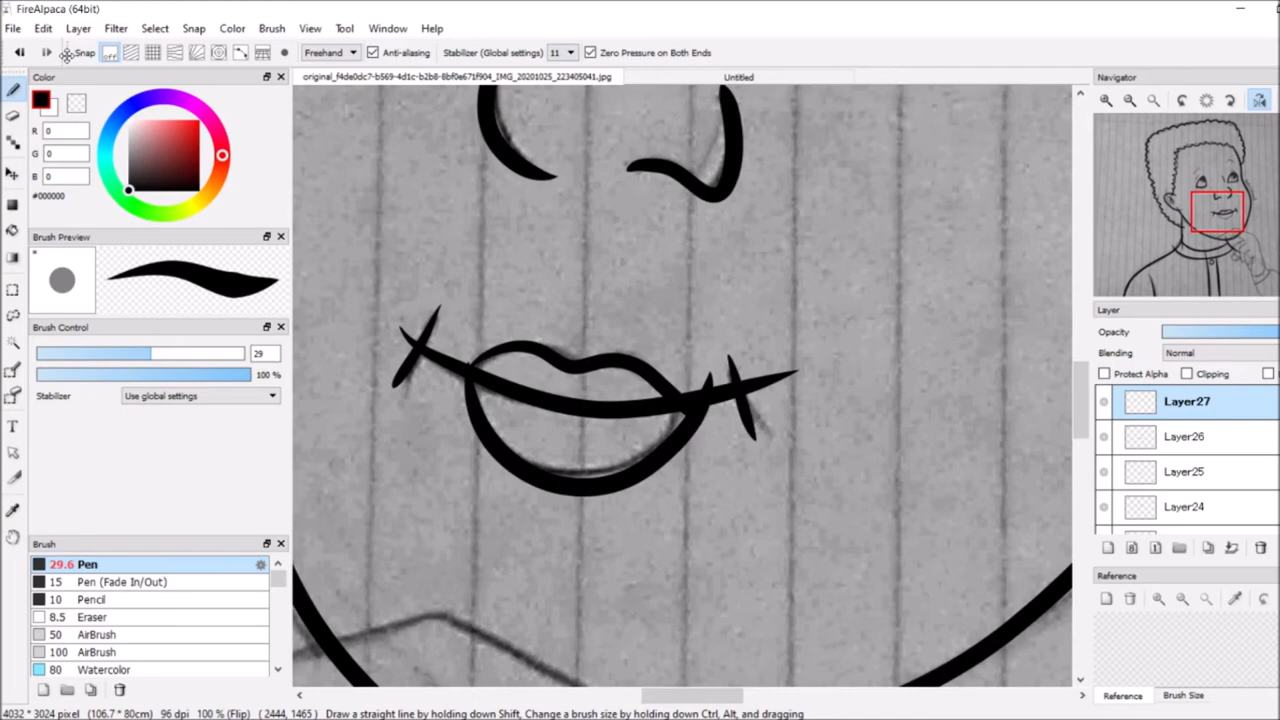 FireAlpaca (64bit)
File Edit Layer Filter Select Snap Color Brush View Tool Window Help
Snap off Freehand Anti-aliasing Stabilizer (Global settings) 11 Zero Pressure on Both Ends
Color
original_f4de0dc7-b569-4d1c-b2b8-8bf0e671f904_IMG_20201025_223405041.jpg Untitled
Navigator
R 0
G 0
B 0
#000000
Brush Preview
Brush Control
29
100 %
Stabilizer Use global settings
Layer
Opacity
Blending Normal
Protect Alpha Clipping
Layer27
Layer26
Layer25
Layer24
Brush
29.6 Pen
15 Pen (Fade In/Out)
10 Pencil
8.5 Eraser
50 AirBrush
100 AirBrush
80 Watercolor
Reference
Reference Brush Size
4032 * 3024 pixel (106.7 * 80cm) 96 dpi 100 % (Flip) ( 2444, 1465 ) Draw a straight line by holding down Shift, Change a brush size by holding down Ctrl, Alt, and dragging